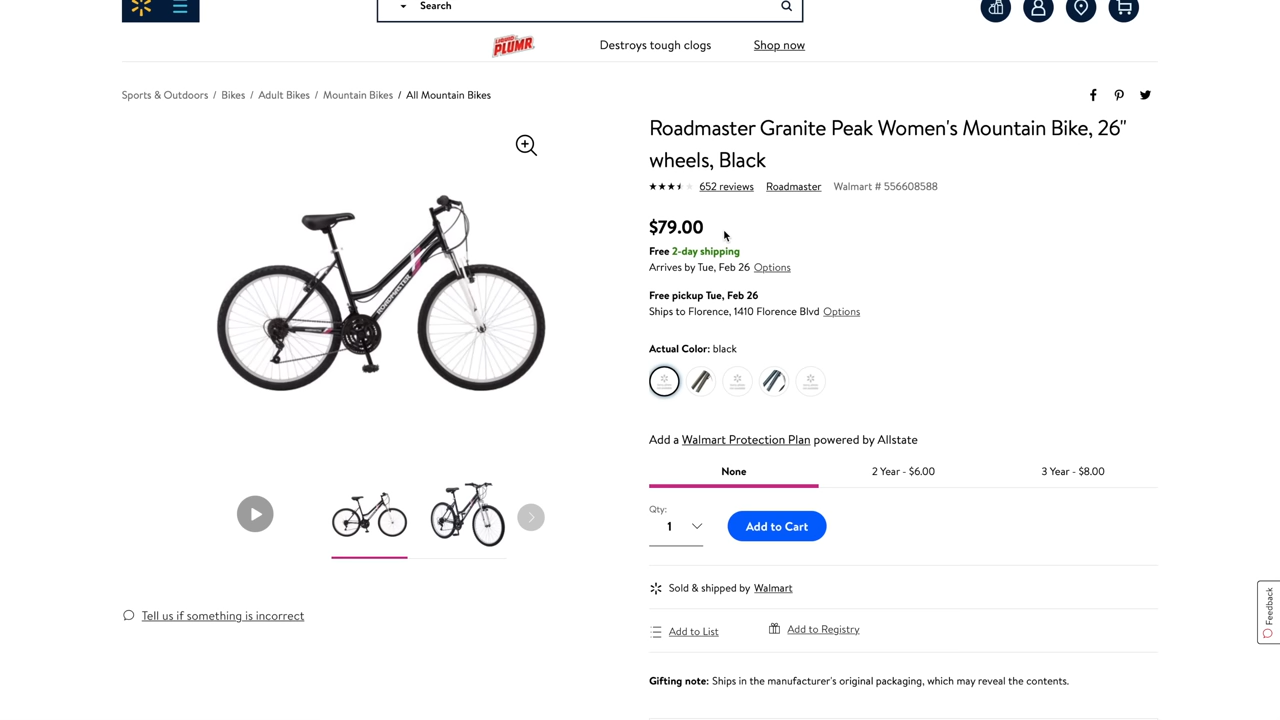 Search
LIQUID-PLUMR
Destroys tough clogs
Shop now
Sports & Outdoors / Bikes / Adult Bikes / Mountain Bikes / All Mountain Bikes
Roadmaster Granite Peak Women's Mountain Bike, 26"
wheels, Black
652 reviews Roadmaster Walmart # 556608588
$79.00
Free 2-day shipping
Arrives by Tue, Feb 26 Options
Free pickup Tue, Feb 26
Ships to Florence, 1410 Florence Blvd Options
ROADMASTER
Actual Color: black
Add a Walmart Protection Plan powered by Allstate
None
2 Year - $6.00
3 Year - $8.00
Qty:
1
Add to Cart
Sold & shipped by Walmart
Feedback
Tell us if something is incorrect
Add to List
Add to Registry
Gifting note: Ships in the manufacturer's original packaging, which may reveal the contents.